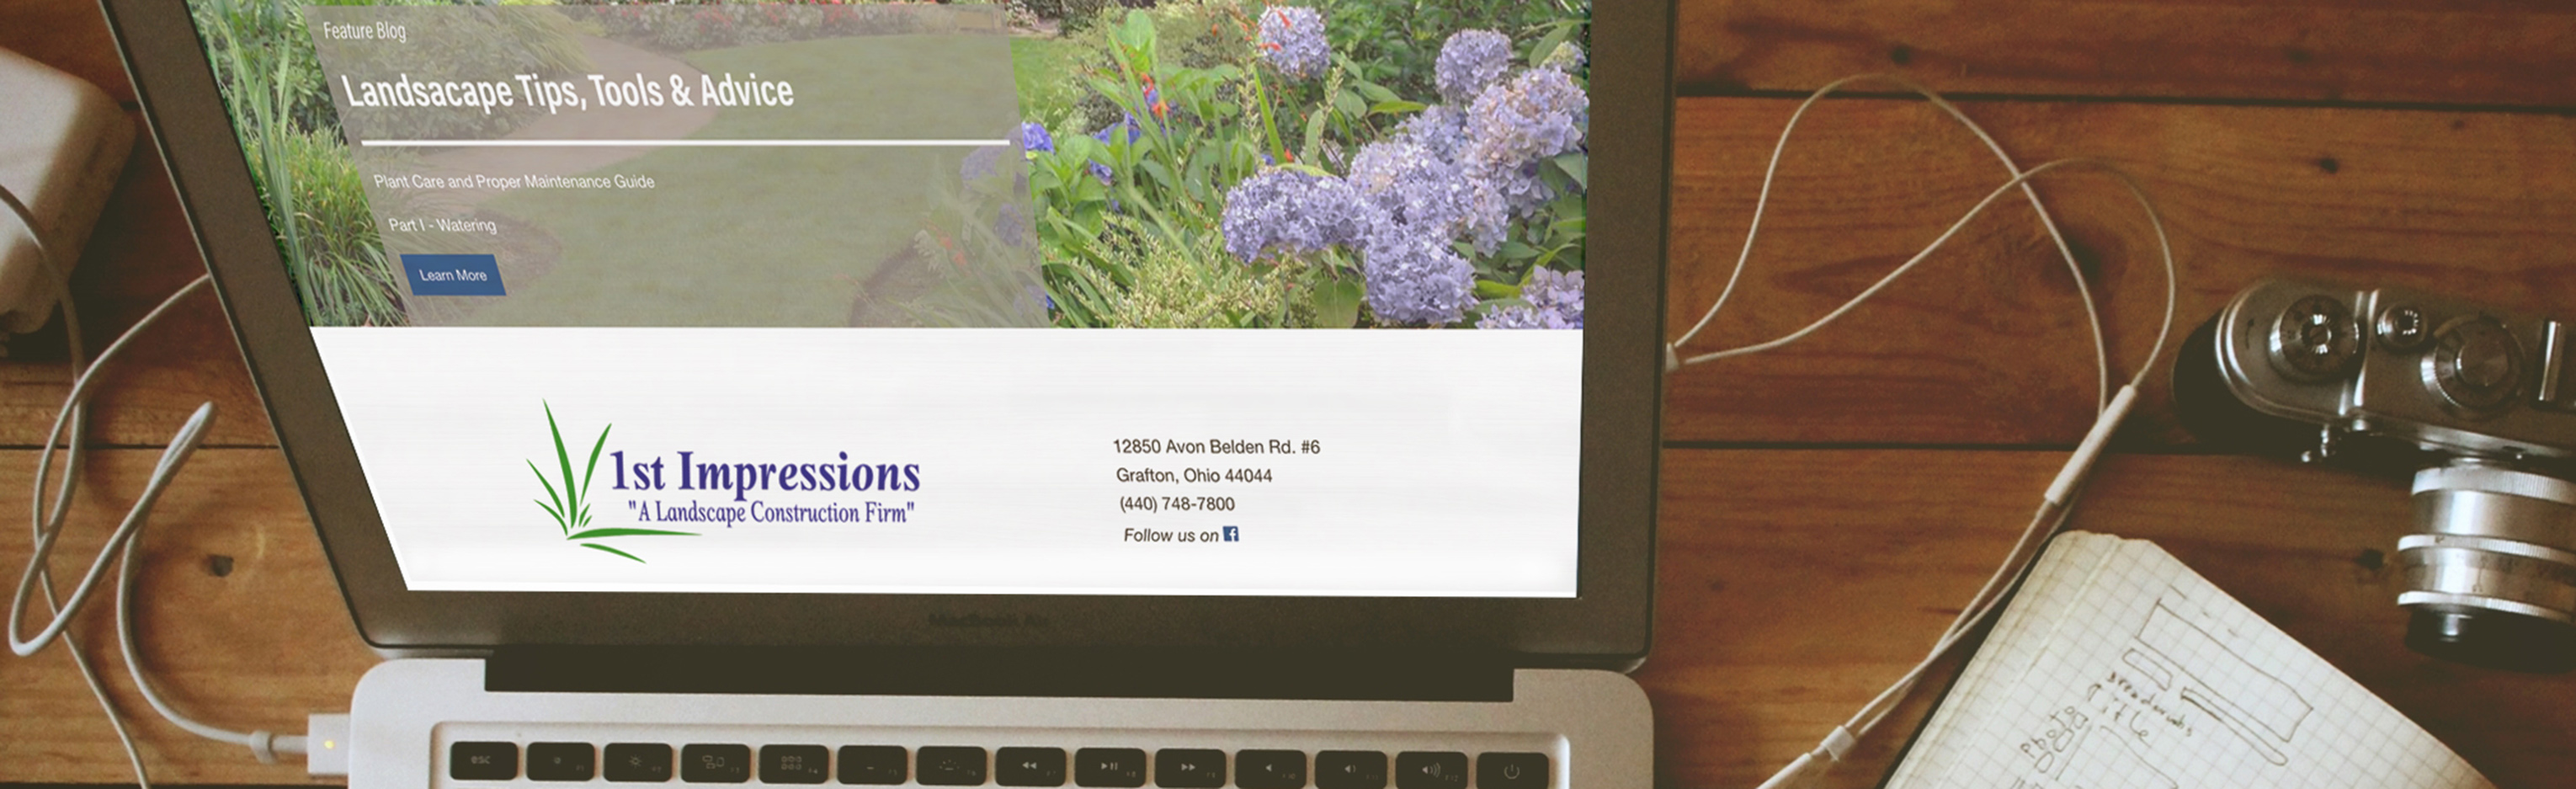 Feature Blog
Landsacape Tips, Tools & Advice
Plant Care and Proper Maintenance Guide
Part I - Watering
Learn More
1st Impressions
"A Landscape Construction Firm"
12850 Avon Belden Rd. #6
Grafton, Ohio 44044
(440) 748-7800
Follow us on
MacBook Air
esc
breadcrumbs
title